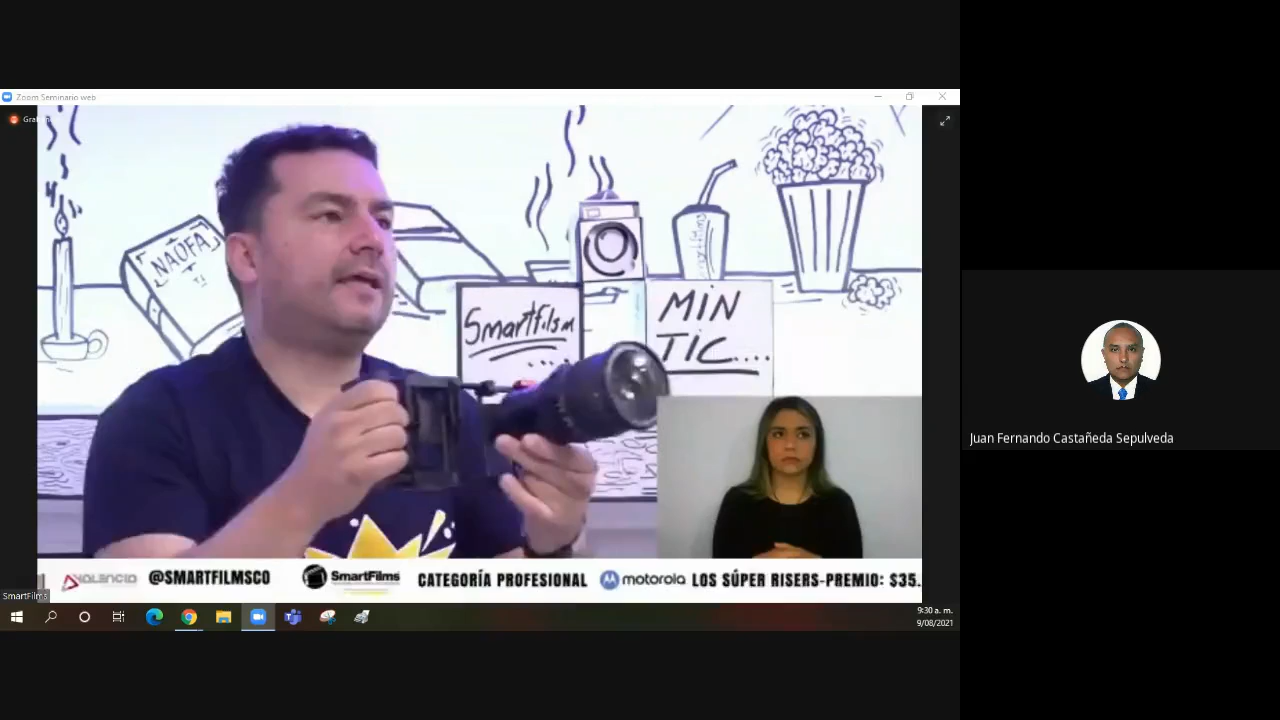 Zoom Seminario web
NAOFA
Smartfilsm
....
MIN
TIC....
@SMARTFILMSCO
SmartFilms
CATEGORÍA PROFESIONAL
motorola
LOS SÚPER RISERS-PREMIO: $35.
SmartFilms
9:30 a. m.
9/08/2021
Juan Fernando Castañeda Sepulveda